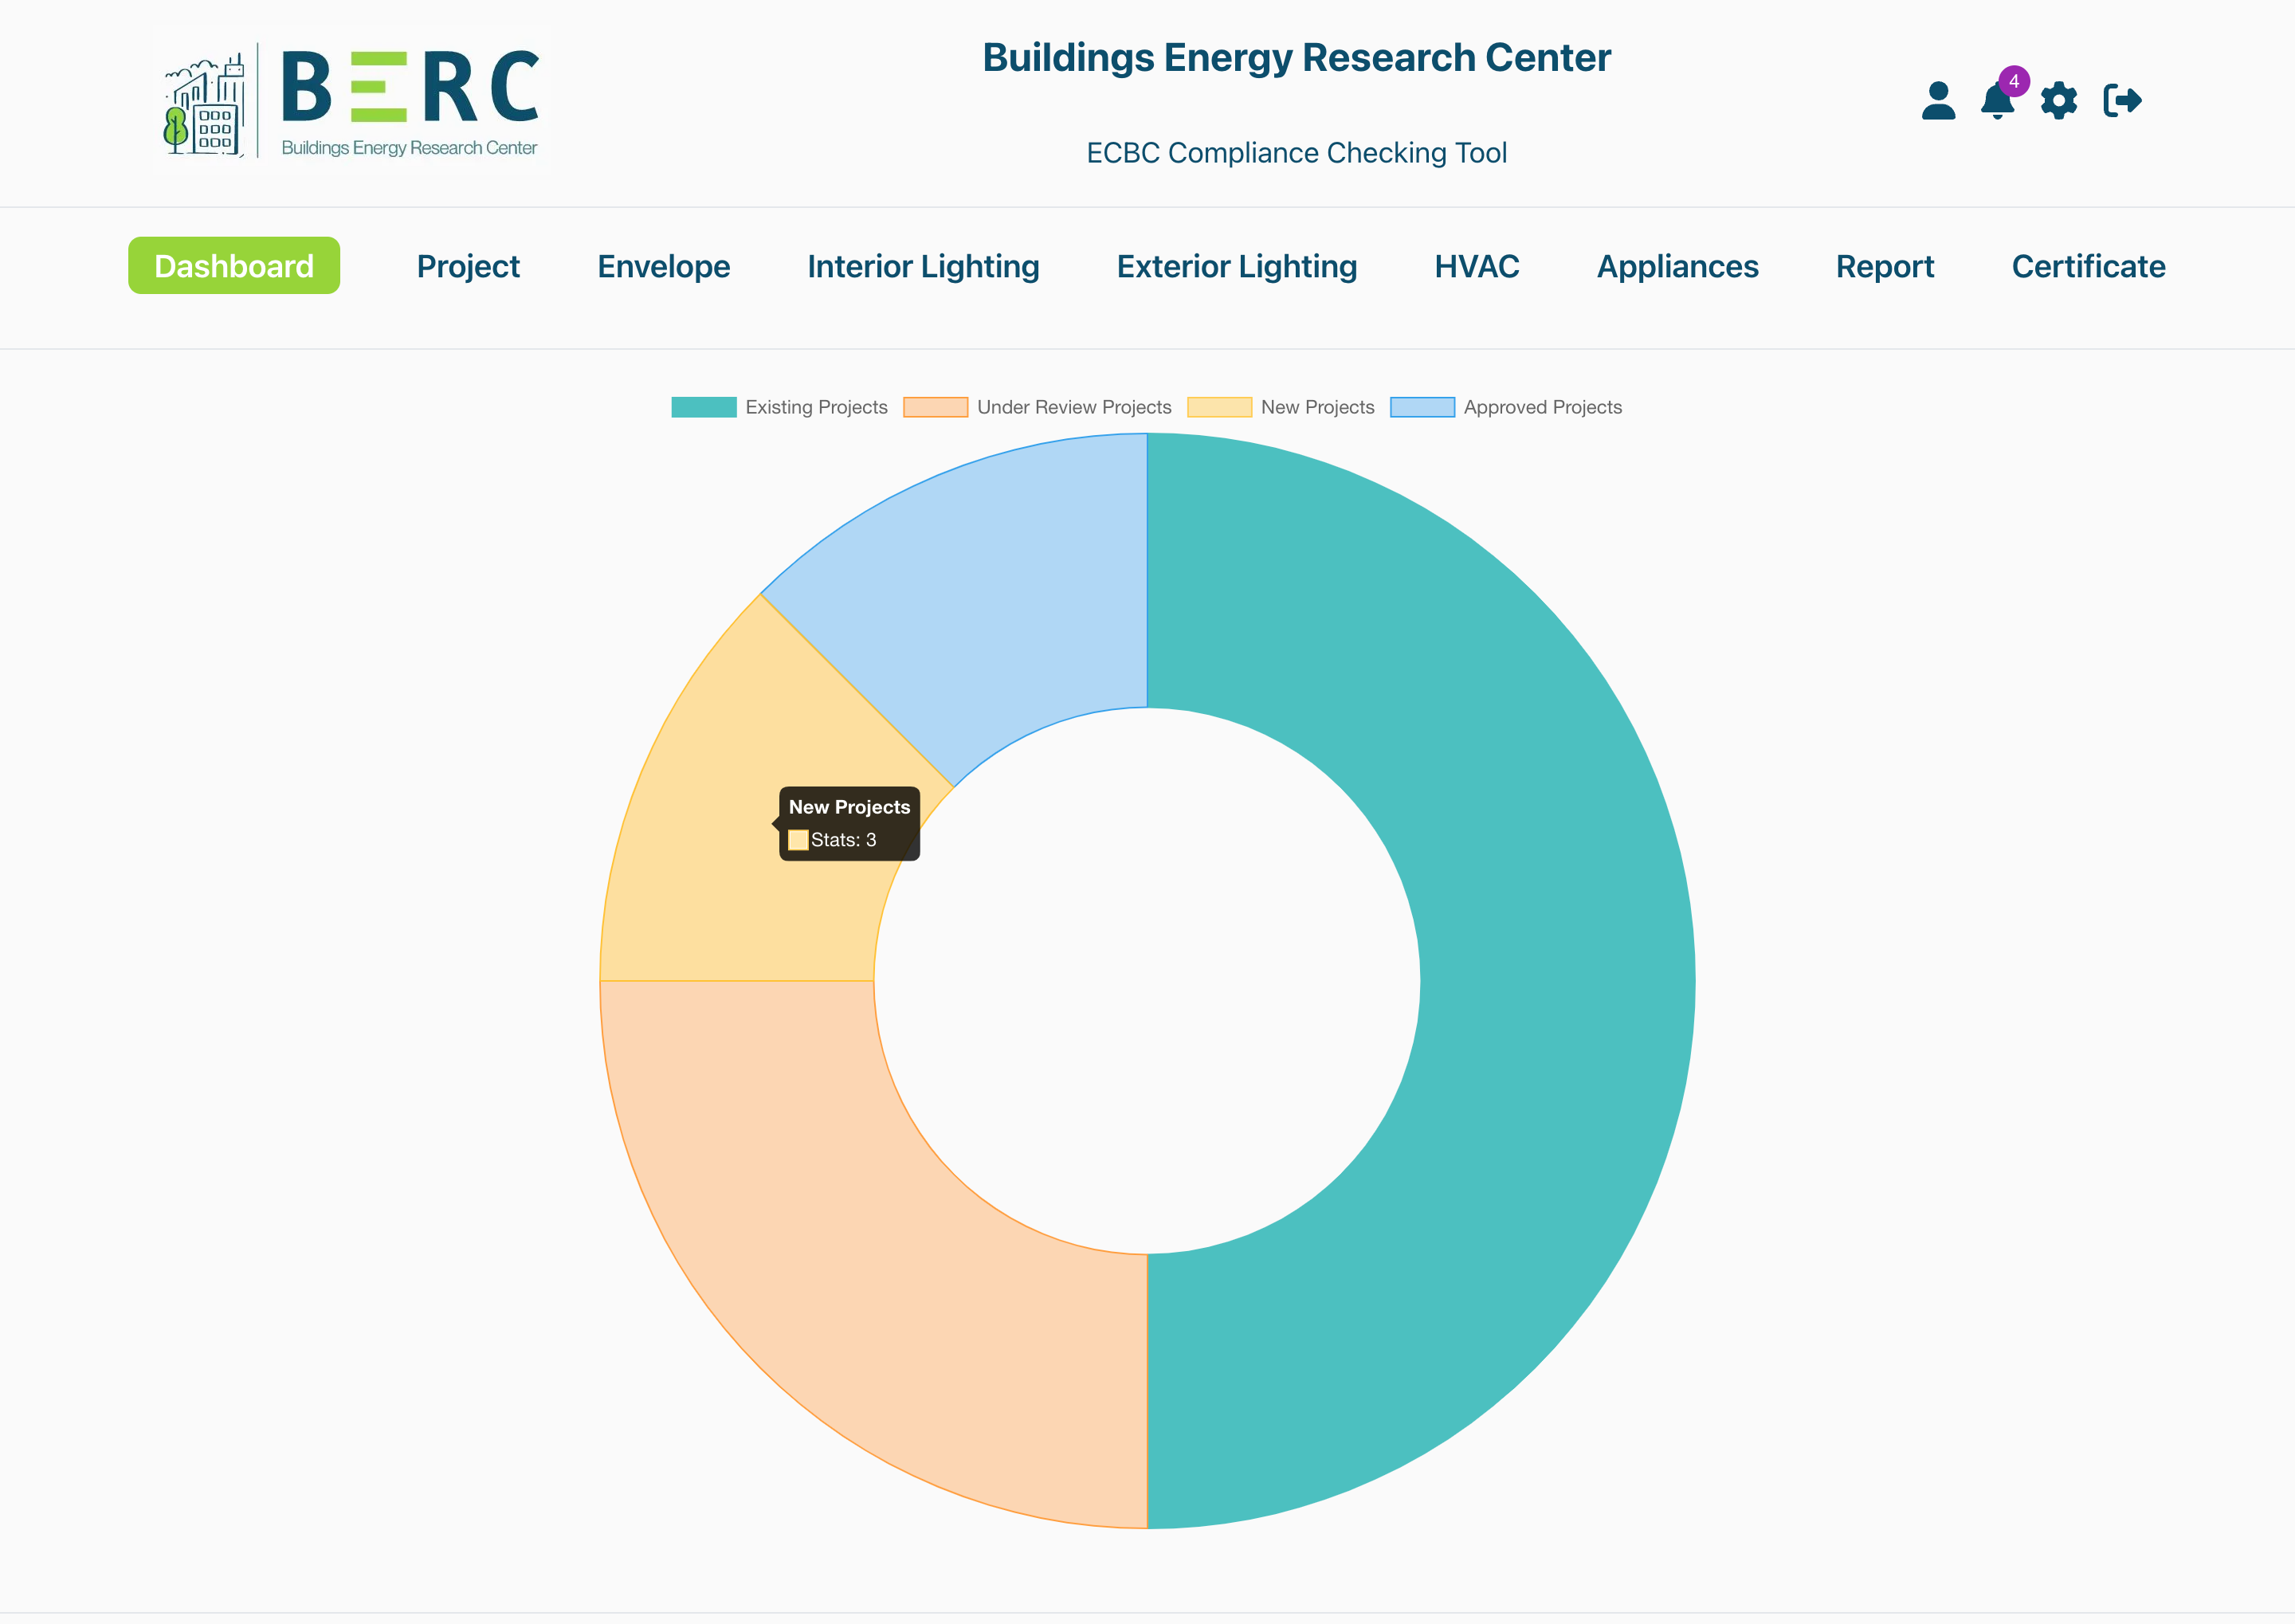 BERC
Buildings Energy Research Center
Buildings Energy Research Center
ECBC Compliance Checking Tool
4
Dashboard Project Envelope Interior Lighting Exterior Lighting HVAC Appliances Report Certificate
Existing Projects Under Review Projects New Projects Approved Projects
New Projects
Stats: 3